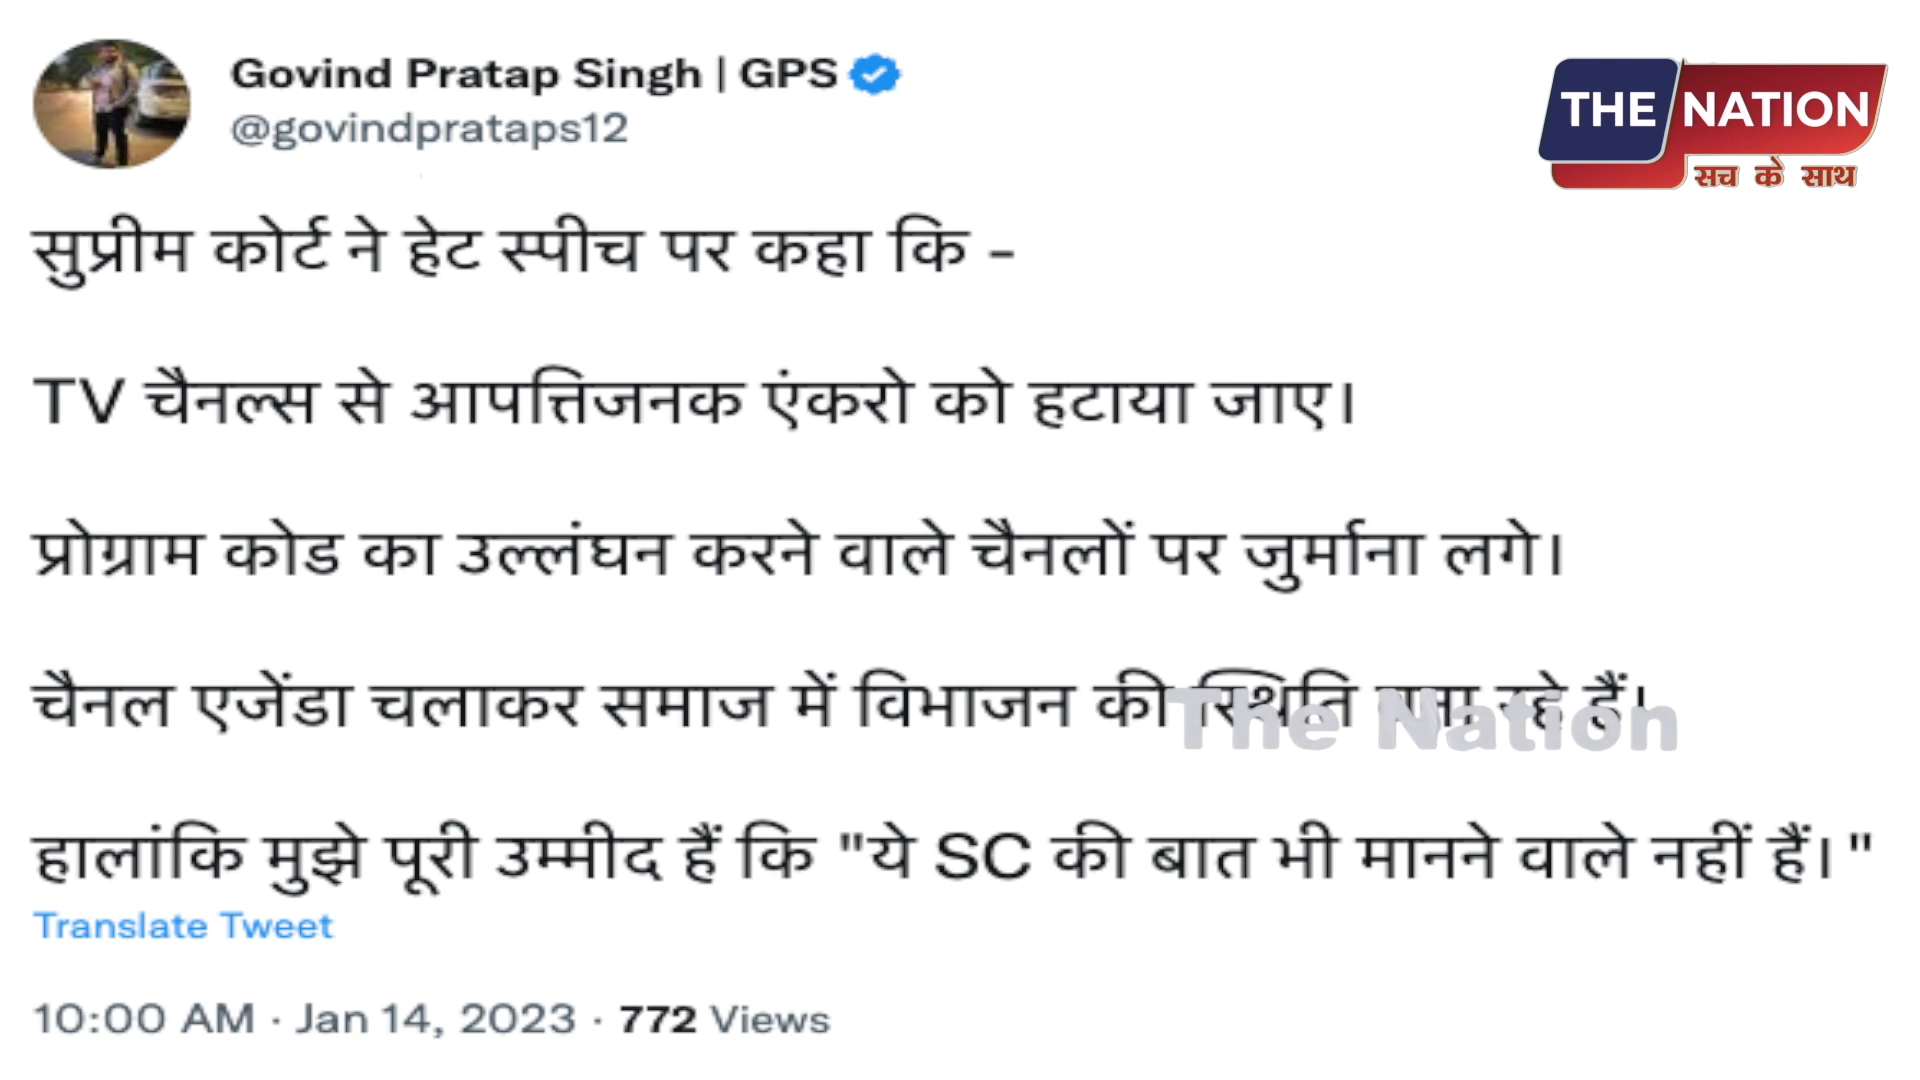 Govind Pratap Singh | GPS
@govindprataps12
THE NATION
सच के साथ
सुप्रीम कोर्ट ने हेट स्पीच पर कहा कि -
TV चैनल्स से आपत्तिजनक एंकरो को हटाया जाए।
प्रोग्राम कोड का उल्लंघन करने वाले चैनलों पर जुर्माना लगे।
चैनल एजेंडा चलाकर समाज में विभाजन की स्थिति बना रहे हैं।
The Nation
हालांकि मुझे पूरी उम्मीद हैं कि "ये SC की बात भी मानने वाले नहीं हैं। "
Translate Tweet
10:00 AM · Jan 14, 2023 · 772 Views